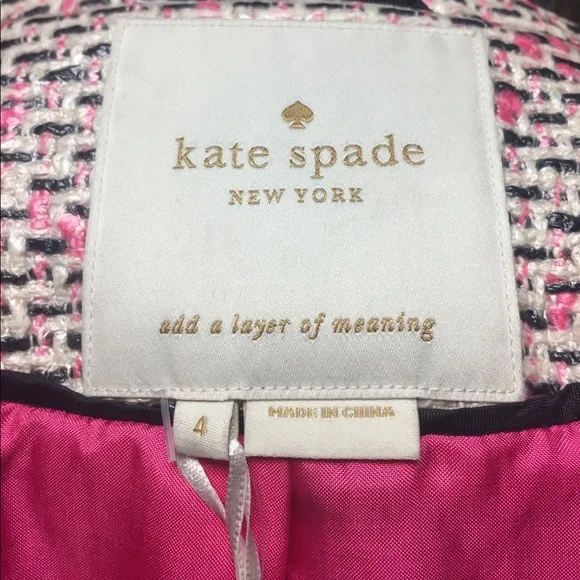 kate spade
NEW YORK
add a layer of meaning
4
MADE IN CHINA